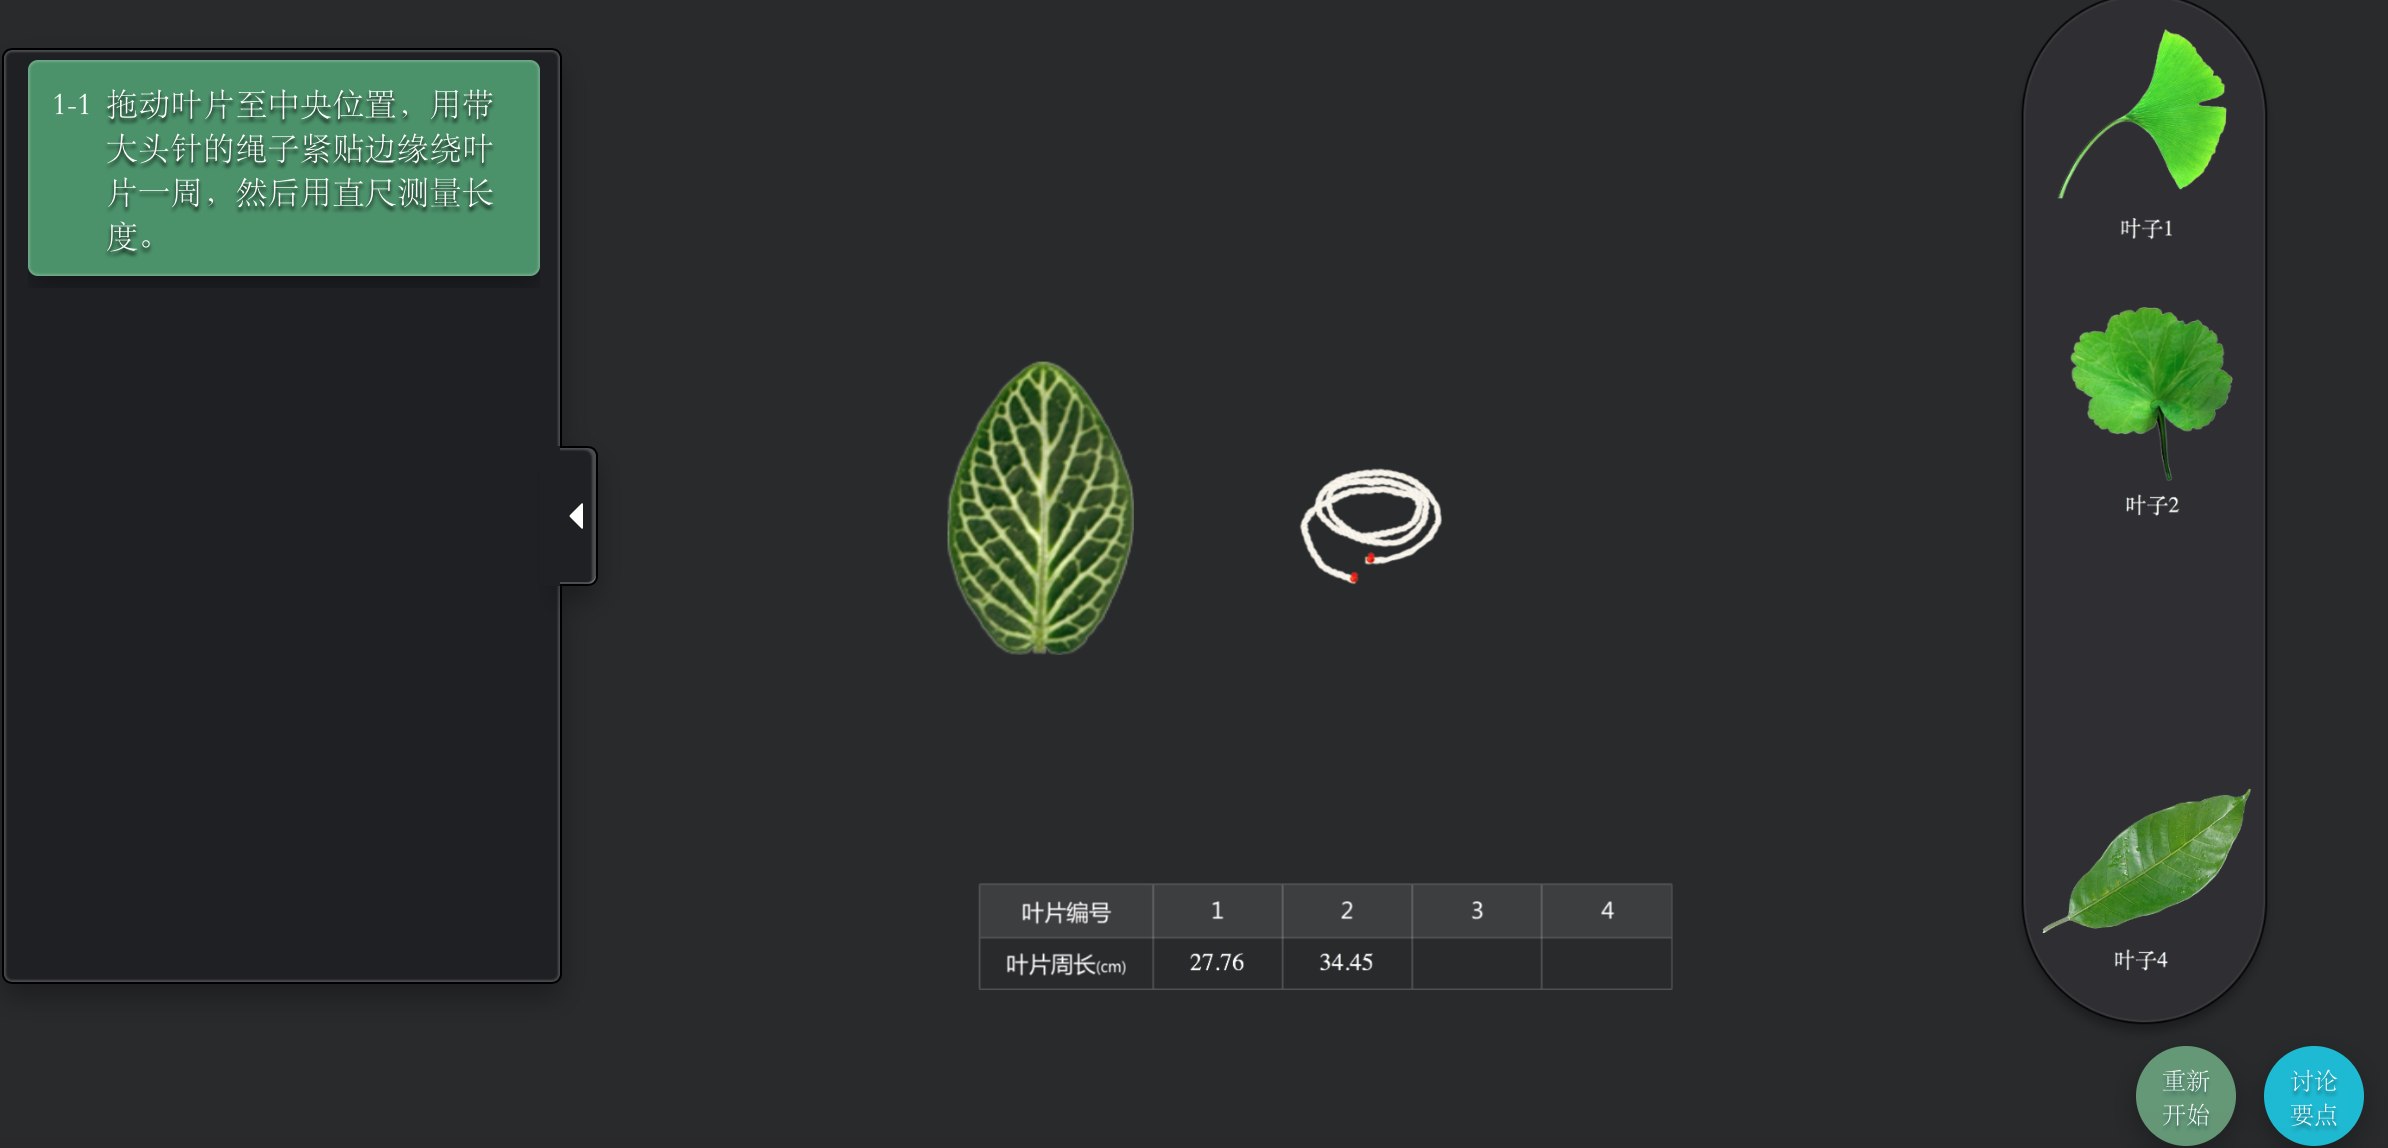 1-1 拖动叶片至中央位置，用带
大头针的绳子紧贴边缘绕叶
片一周，然后用直尺测量长
度。
叶子1
叶子2
叶子4
叶片编号 1 2 3 4
叶片周长(cm) 27.76 34.45
重新
开始
讨论
要点